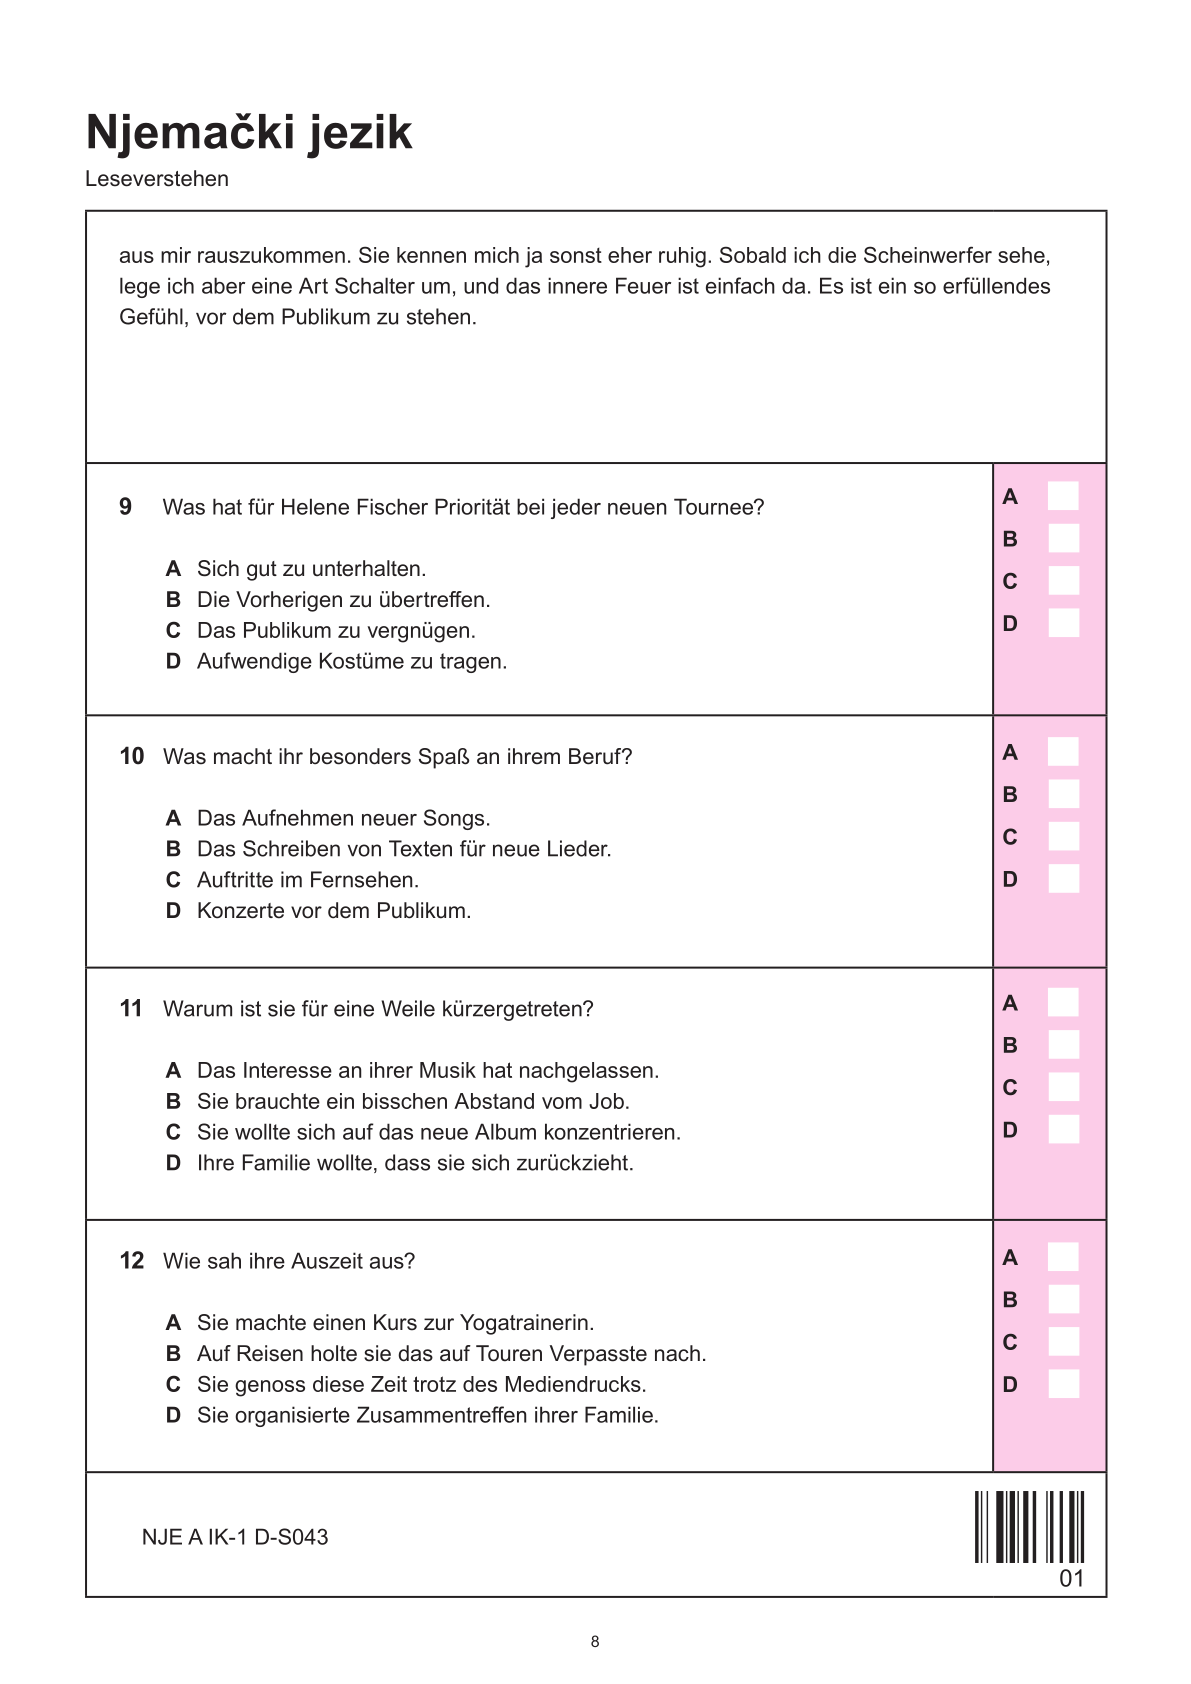 Njemački jezik
Leseverstehen
aus mir rauszukommen. Sie kennen mich ja sonst eher ruhig. Sobald ich die Scheinwerfer sehe,
lege ich aber eine Art Schalter um, und das innere Feuer ist einfach da. Es ist ein so erfüllendes
Gefühl, vor dem Publikum zu stehen.
9 Was hat für Helene Fischer Priorität bei jeder neuen Tournee?
A Sich gut zu unterhalten.
B Die Vorherigen zu übertreffen.
C Das Publikum zu vergnügen.
D Aufwendige Kostüme zu tragen.
A
B
C
D
10 Was macht ihr besonders Spaß an ihrem Beruf?
A Das Aufnehmen neuer Songs.
B Das Schreiben von Texten für neue Lieder.
C Auftritte im Fernsehen.
D Konzerte vor dem Publikum.
A
B
C
D
11 Warum ist sie für eine Weile kürzergetreten?
A Das Interesse an ihrer Musik hat nachgelassen.
B Sie brauchte ein bisschen Abstand vom Job.
C Sie wollte sich auf das neue Album konzentrieren.
D Ihre Familie wollte, dass sie sich zurückzieht.
A
B
C
D
12 Wie sah ihre Auszeit aus?
A Sie machte einen Kurs zur Yogatrainerin.
B Auf Reisen holte sie das auf Touren Verpasste nach.
C Sie genoss diese Zeit trotz des Mediendrucks.
D Sie organisierte Zusammentreffen ihrer Familie.
A
B
C
D
NJE A IK-1 D-S043
01
8